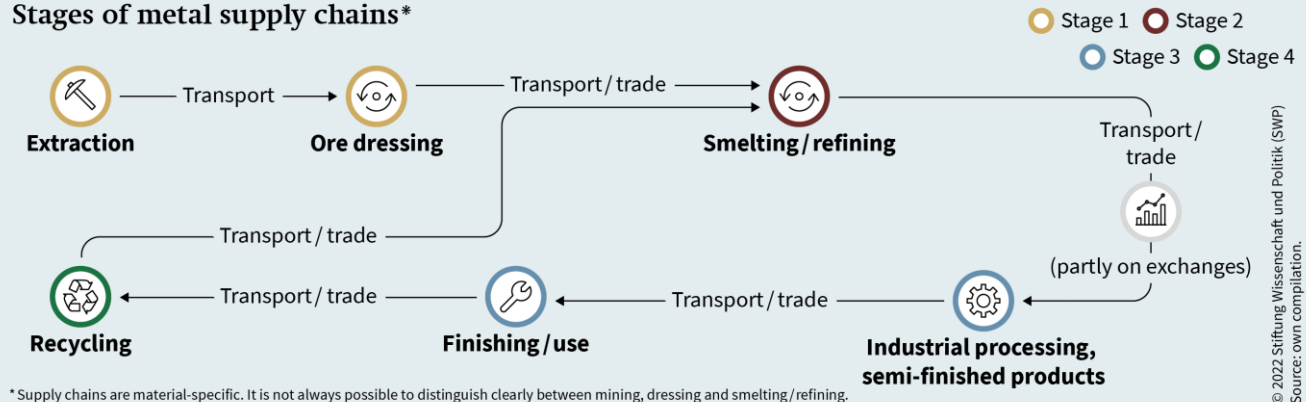 Stages of metal supply chains*
Stage 1
Stage 2
Stage 3
Stage 4
Extraction
Transport
Ore dressing
Transport / trade
Smelting / refining
Transport /
trade
(partly on exchanges)
Industrial processing,
semi-finished products
Transport / trade
Finishing / use
Transport / trade
Recycling
Transport / trade
* Supply chains are material-specific. It is not always possible to distinguish clearly between mining, dressing and smelting / refining.
© 2022 Stiftung Wissenschaft und Politik (SWP)
Source: own compilation.